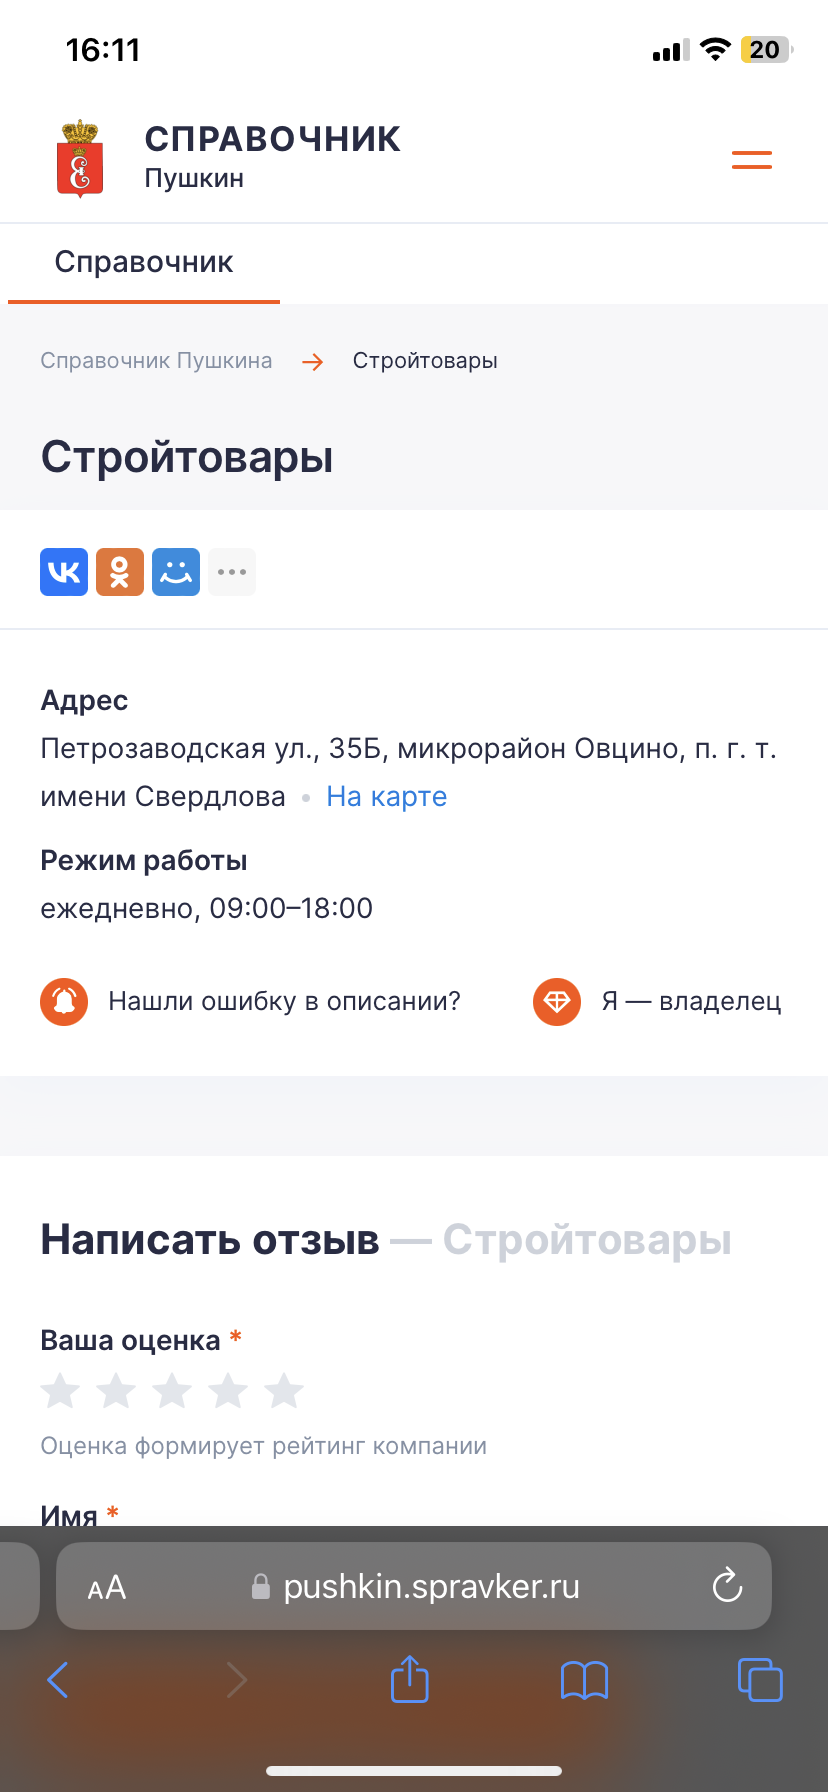 16:11
20
СПРАВОЧНИК
Пушкин
Справочник
Справочник Пушкина → Стройтовары
Стройтовары
Адрес
Петрозаводская ул., 35Б, микрорайон Овцино, п. г. т.
имени Свердлова • На карте
Режим работы
ежедневно, 09:00–18:00
Нашли ошибку в описании? Я — владелец
Написать отзыв — Стройтовары
Ваша оценка *
Оценка формирует рейтинг компании
Имя *
AA pushkin.spravker.ru